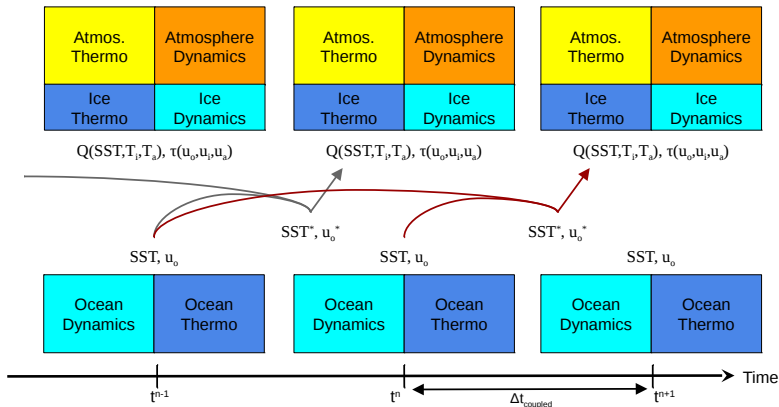 Atmos. Thermo
Atmosphere Dynamics
Ice Thermo
Ice Dynamics
Atmos. Thermo
Atmosphere Dynamics
Ice Thermo
Ice Dynamics
Atmos. Thermo
Atmosphere Dynamics
Ice Thermo
Ice Dynamics
Q(SST,Tᵢ,Tₐ), τ(uₒ,uᵢ,uₐ)
Q(SST,Tᵢ,Tₐ), τ(uₒ,uᵢ,uₐ)
Q(SST,Tᵢ,Tₐ), τ(uₒ,uᵢ,uₐ)
SST*, uₒ*
SST*, uₒ*
SST, uₒ
SST, uₒ
SST, uₒ
Ocean Dynamics
Ocean Thermo
Ocean Dynamics
Ocean Thermo
Ocean Dynamics
Ocean Thermo
Time
tⁿ⁻¹
tⁿ
Δt coupled
tⁿ⁺¹